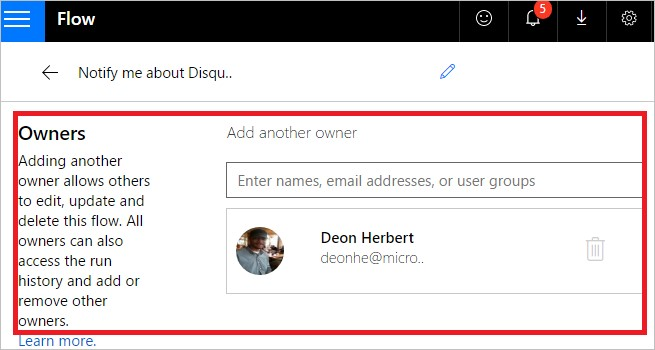 Flow
5
Notify me about Disqu..
Owners
Adding another
owner allows others
to edit, update and
delete this flow. All
owners can also
access the run
history and add or
remove other
owners.
Learn more.
Add another owner
Enter names, email addresses, or user groups
Deon Herbert
deonhe@micro..